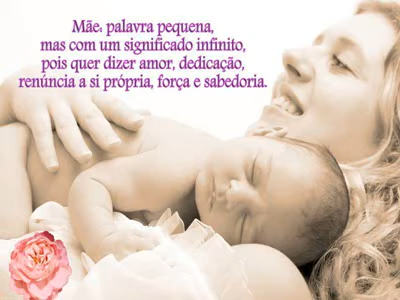 Mãe: palavra pequena,
mas com um significado infinito,
pois quer dizer amor, dedicação,
renúncia a si própria, força e sabedoria.